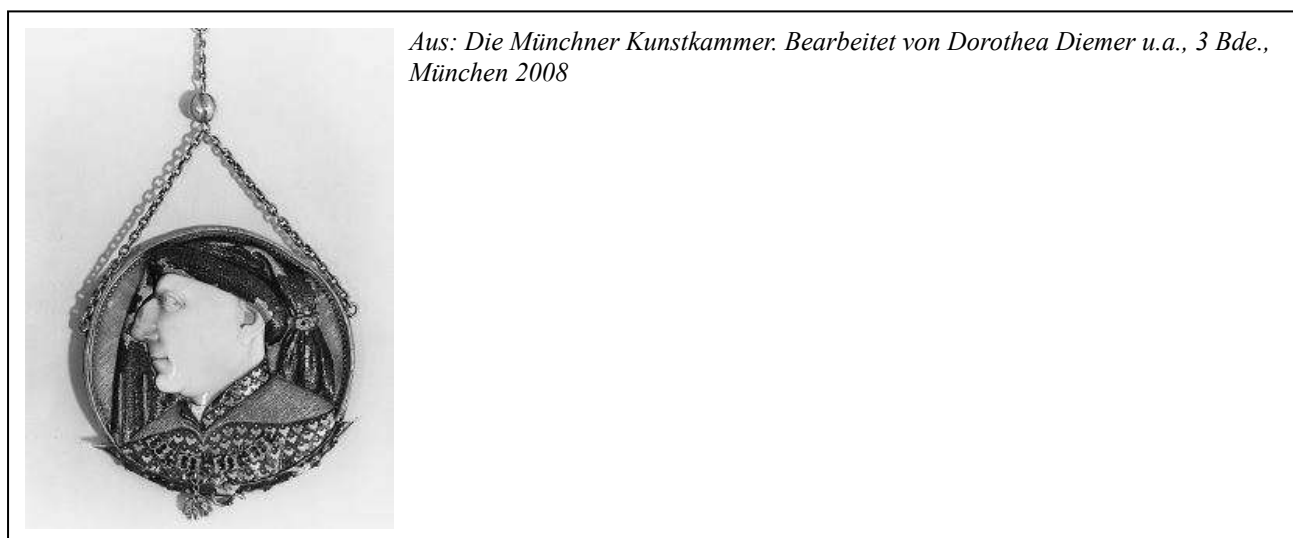 Aus: Die Münchner Kunstkammer. Bearbeitet von Dorothea Diemer u.a., 3 Bde.,
München 2008